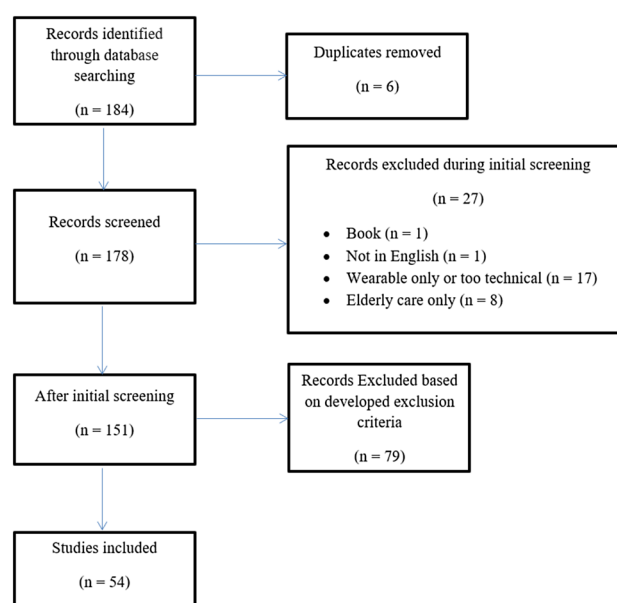 Records identified
through database
searching
(n = 184)
Duplicates removed
(n = 6)
Records screened
(n = 178)
Records excluded during initial screening
(n = 27)
• Book (n = 1)
• Not in English (n = 1)
• Wearable only or too technical (n = 17)
• Elderly care only (n = 8)
After initial screening
(n = 151)
Records Excluded based
on developed exclusion
criteria
(n = 79)
Studies included
(n = 54)